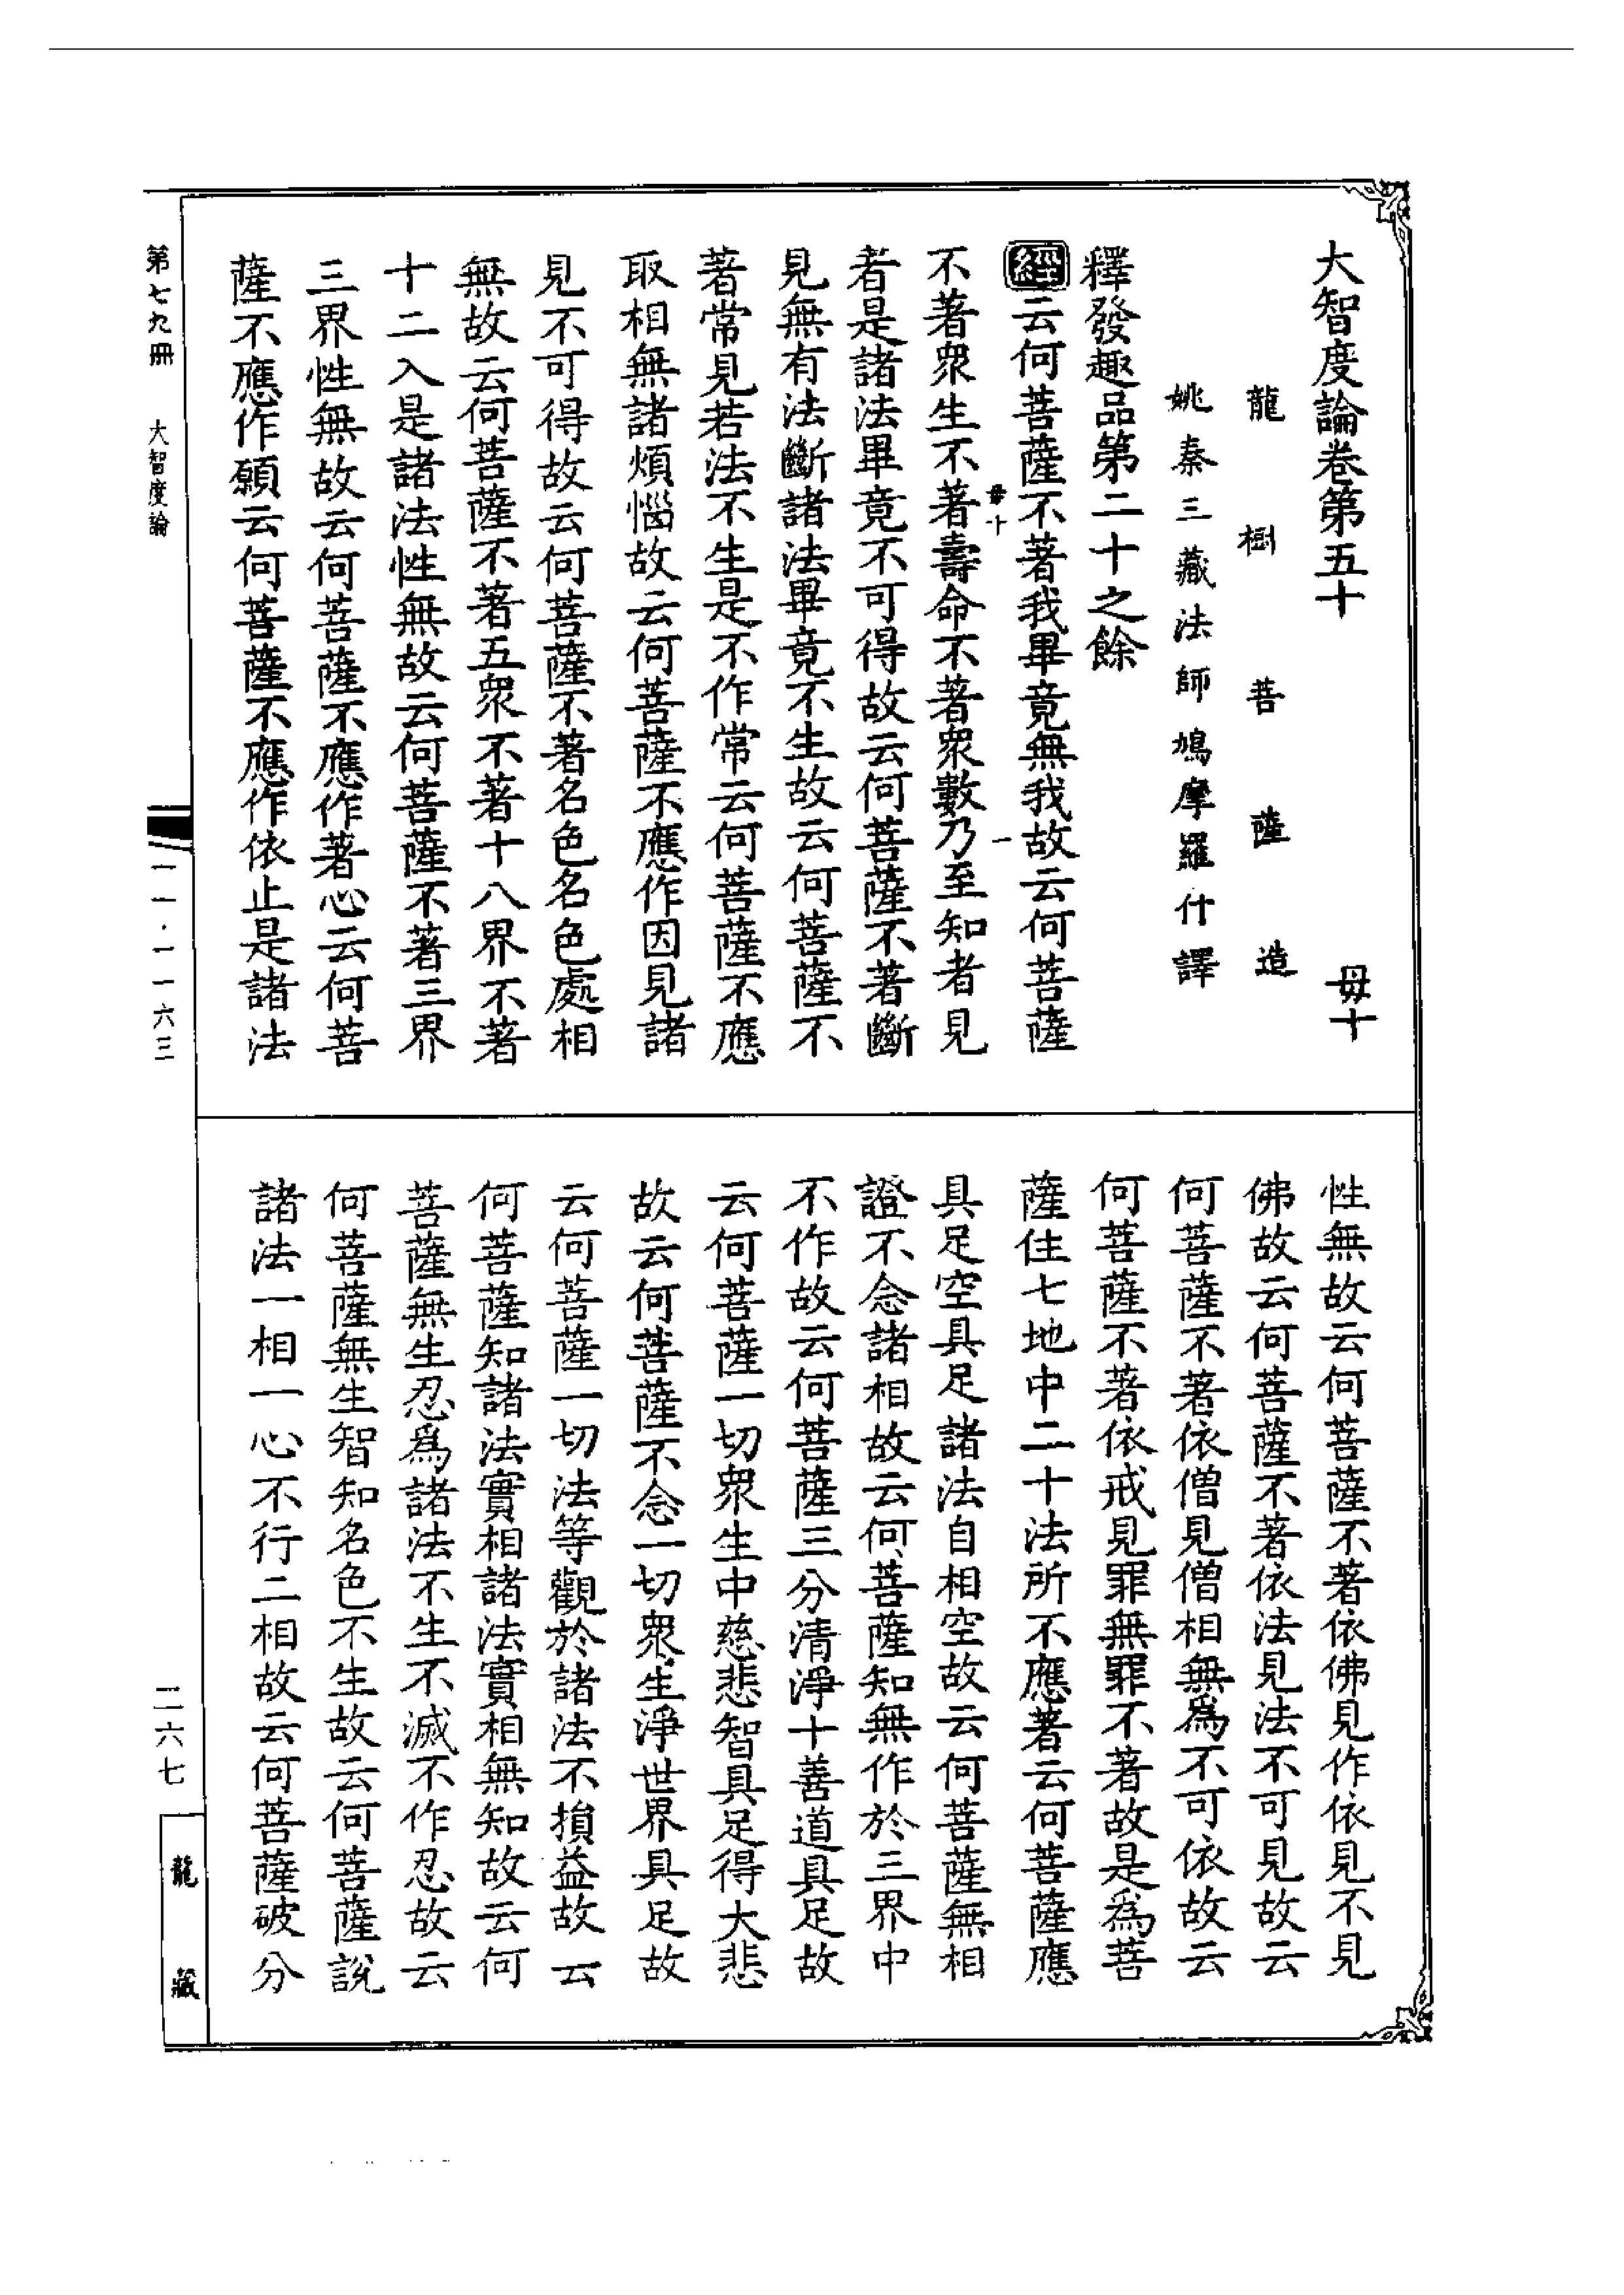 大智度論卷第五十　毋十
龍樹菩薩造
姚秦三藏法師鳩摩羅什譯
釋發趣品第二十之餘
經云何菩薩不著我畢竟無我故云何菩薩
毋十　一
不著衆生不著壽命不著衆數乃至知者見
者是諸法畢竟不可得故云何菩薩不著斷
見無有法斷諸法畢竟不生故云何菩薩不
著常見若法不生是不作常云何菩薩不應
取相無諸煩惱故云何菩薩不應作因見諸
見不可得故云何菩薩不著名色名色處相
無故云何菩薩不著五衆不著十八界不著
十二入是諸法性無故云何菩薩不著三界
三界性無故云何菩薩不應作著心云何菩
薩不應作願云何菩薩不應作依止是諸法
性無故云何菩薩不著依佛見作依見不見
佛故云何菩薩不著依法見法不可見故云
何菩薩不著依僧見僧相無爲不可依故云
何菩薩不著依戒見罪無罪不著故是爲菩
薩住七地中二十法所不應著云何菩薩應
具足空具足諸法自相空故云何菩薩無相
證不念諸相故云何菩薩知無作於三界中
不作故云何菩薩三分清淨十善道具足故
云何菩薩一切衆生中慈悲智具足得大悲
故云何菩薩不念一切衆生淨世界具足故
云何菩薩一切法等觀於諸法不損益故云
何菩薩知諸法實相諸法實相無知故云何
菩薩無生忍爲諸法不生不滅不作忍故云
何菩薩無生智知名色不生故云何菩薩說
諸法一相一心不行二相故云何菩薩破分
第七九冊　大智度論
一一·一一六三
二六七
龍藏